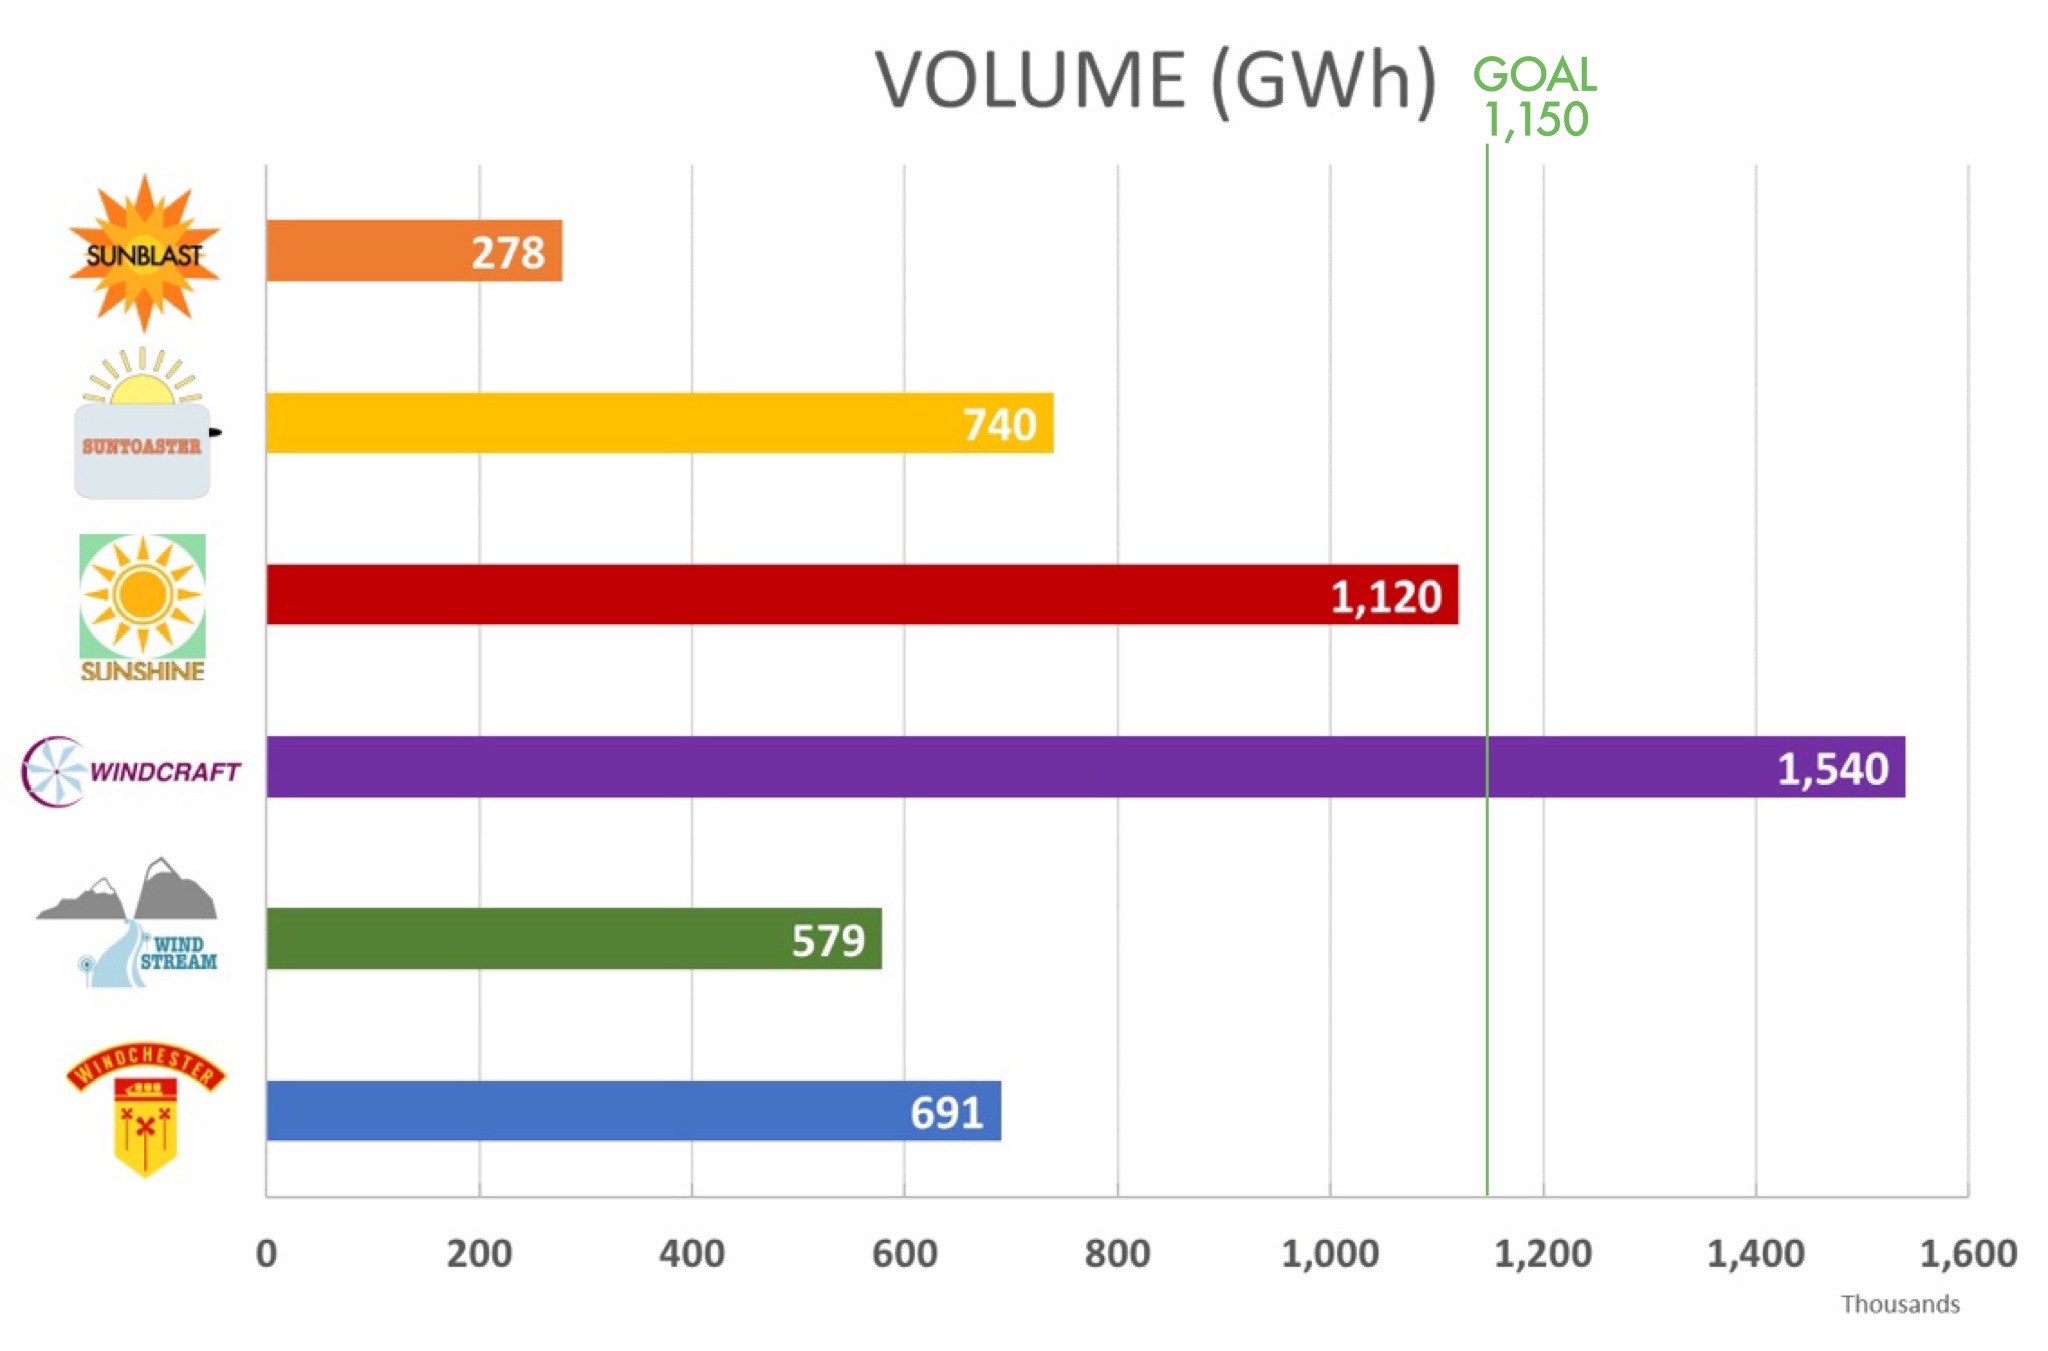 VOLUME (GWh)
GOAL
1,150
SUNBLAST
278
SUNTOASTER
740
SUNSHINE
1,120
WINDCRAFT
1,540
WIND
STREAM
579
WINDCHESTER
691
0 200 400 600 800 1,000 1,200 1,400 1,600
Thousands